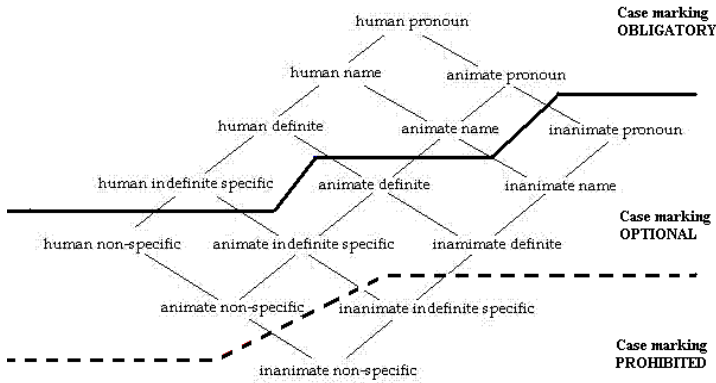 Case marking
OBLIGATORY
human pronoun
human name
animate pronoun
human definite
animate name
inanimate pronoun
human indefinite specific
animate definite
inanimate name
Case marking
OPTIONAL
human non-specific
animate indefinite specific
inamimate definite
animate non-specific
inanimate indefinite specific
Case marking
PROHIBITED
inanimate non-specific